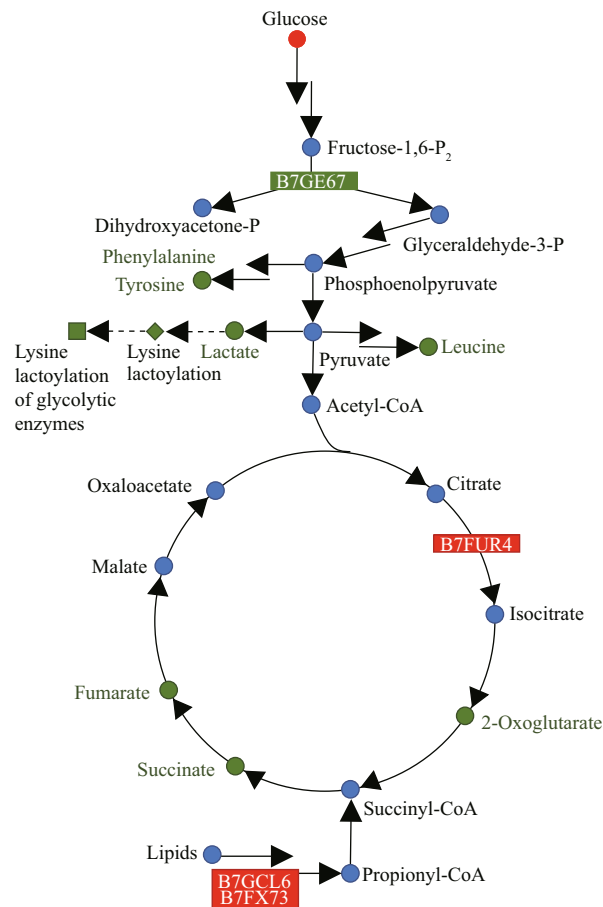 Glucose
Fructose-1,6-P2
B7GE67
Dihydroxyacetone-P
Glyceraldehyde-3-P
Phenylalanine
Tyrosine
Phosphoenolpyruvate
Lysine
lactoylation
of glycolytic
enzymes
Lysine
lactoylation
Lactate
Pyruvate
Leucine
Acetyl-CoA
Oxaloacetate
Citrate
B7FUR4
Malate
Isocitrate
Fumarate
2-Oxoglutarate
Succinate
Succinyl-CoA
Lipids
B7GCL6
B7FX73
Propionyl-CoA